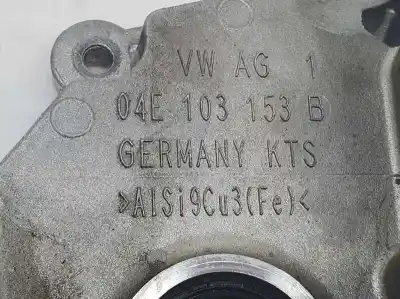 VW AG 1
04E 103 153 B
GERMANY KTS
>AlSi9Cu3(Fe)<